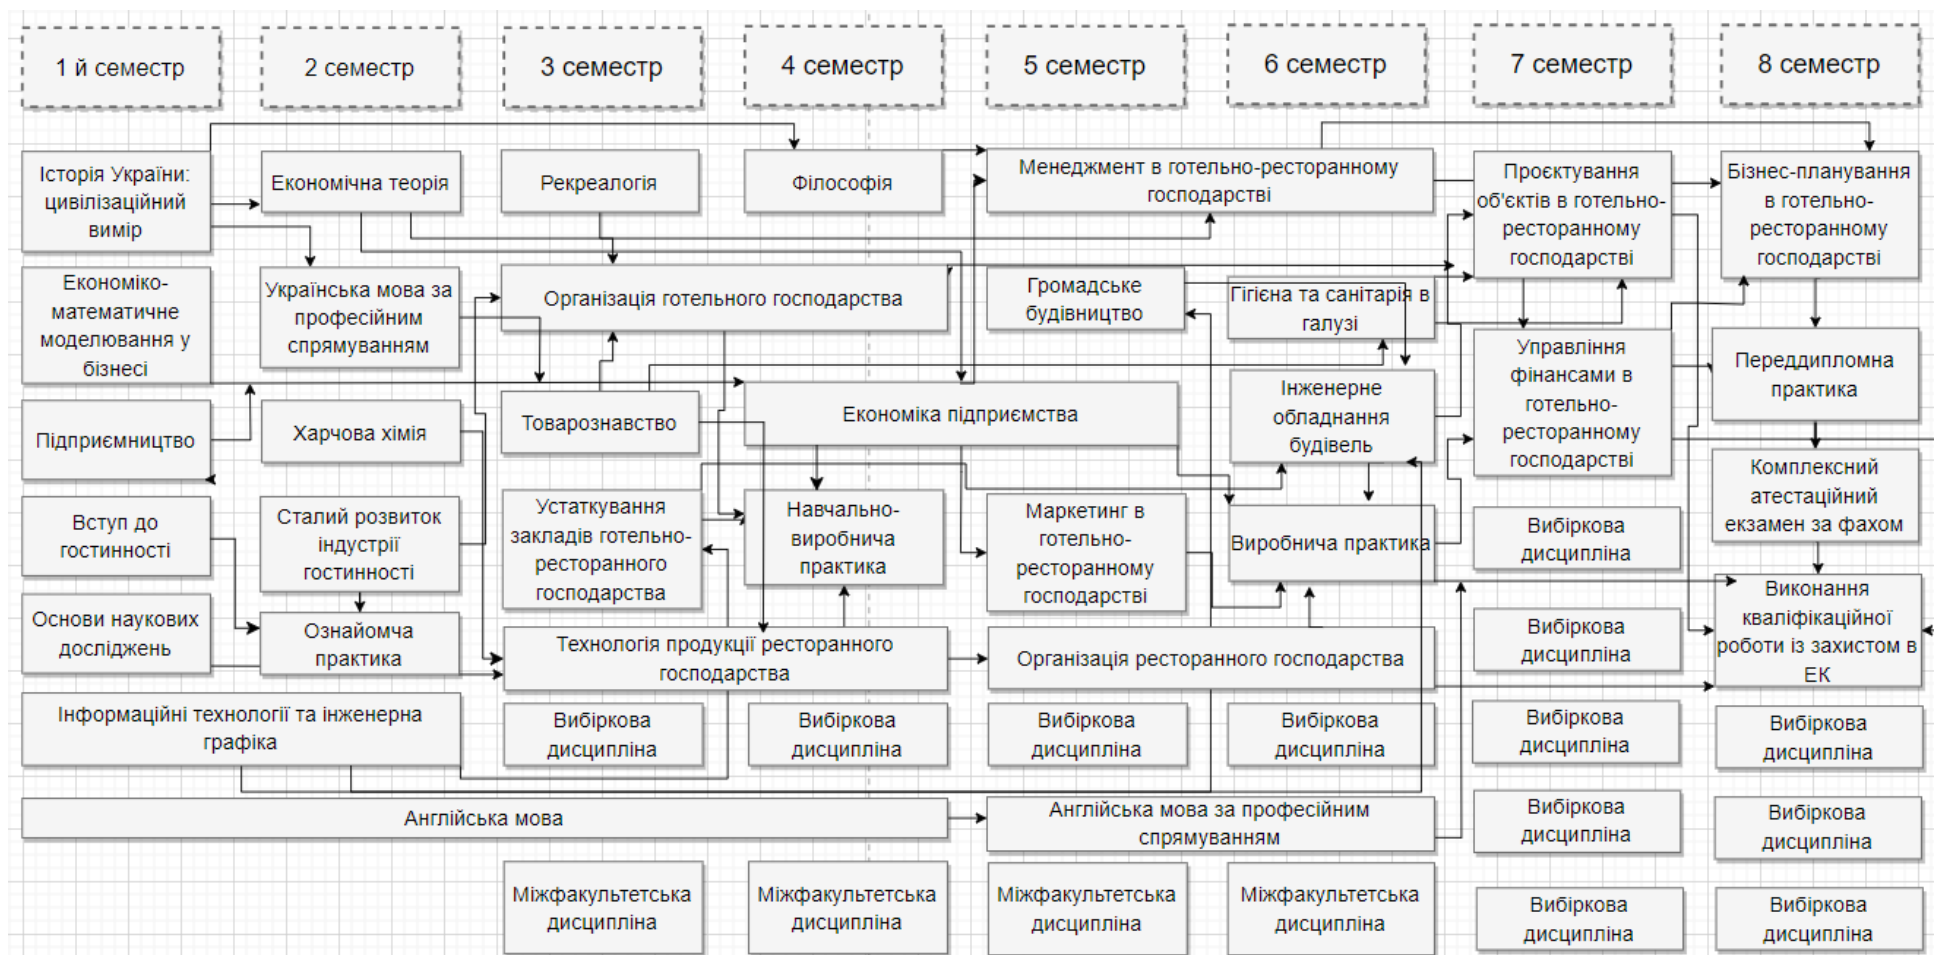 1 й семестр
2 семестр
3 семестр
4 семестр
5 семестр
6 семестр
7 семестр
8 семестр
Історія України:
цивілізаційний
вимір
Економічна теорія
Рекреалогія
Філософія
Менеджмент в готельно-ресторанному
господарстві
Проєктування
об'єктів в готельно-
ресторанному
господарстві
Бізнес-планування
в готельно-
ресторанному
господарстві
Економіко-
математичне
моделювання у
бізнесі
Українська мова за
професійним
спрямуванням
Організація готельного господарства
Громадське
будівництво
Гігієна та санітарія в
галузі
Управління
фінансами в
готельно-
ресторанному
господарстві
Переддипломна
практика
Підприємництво
Харчова хімія
Товарознавство
Економіка підприємства
Інженерне
обладнання
будівель
Комплексний
атестаційний
екзамен за фахом
Вступ до
гостинності
Сталий розвиток
індустрії
гостинності
Устаткування
закладів готельно-
ресторанного
господарства
Навчально-
виробнича
практика
Маркетинг в
готельно-
ресторанному
господарстві
Виробнича практика
Вибіркова
дисципліна
Виконання
кваліфікаційної
роботи із захистом в
ЕК
Основи наукових
досліджень
Ознайомча
практика
Технологія продукції ресторанного
господарства
Організація ресторанного господарства
Вибіркова
дисципліна
Інформаційні технології та інженерна
графіка
Вибіркова
дисципліна
Вибіркова
дисципліна
Вибіркова
дисципліна
Вибіркова
дисципліна
Вибіркова
дисципліна
Вибіркова
дисципліна
Англійська мова
Англійська мова за професійним
спрямуванням
Вибіркова
дисципліна
Вибіркова
дисципліна
Міжфакультетська
дисципліна
Міжфакультетська
дисципліна
Міжфакультетська
дисципліна
Міжфакультетська
дисципліна
Вибіркова
дисципліна
Вибіркова
дисципліна